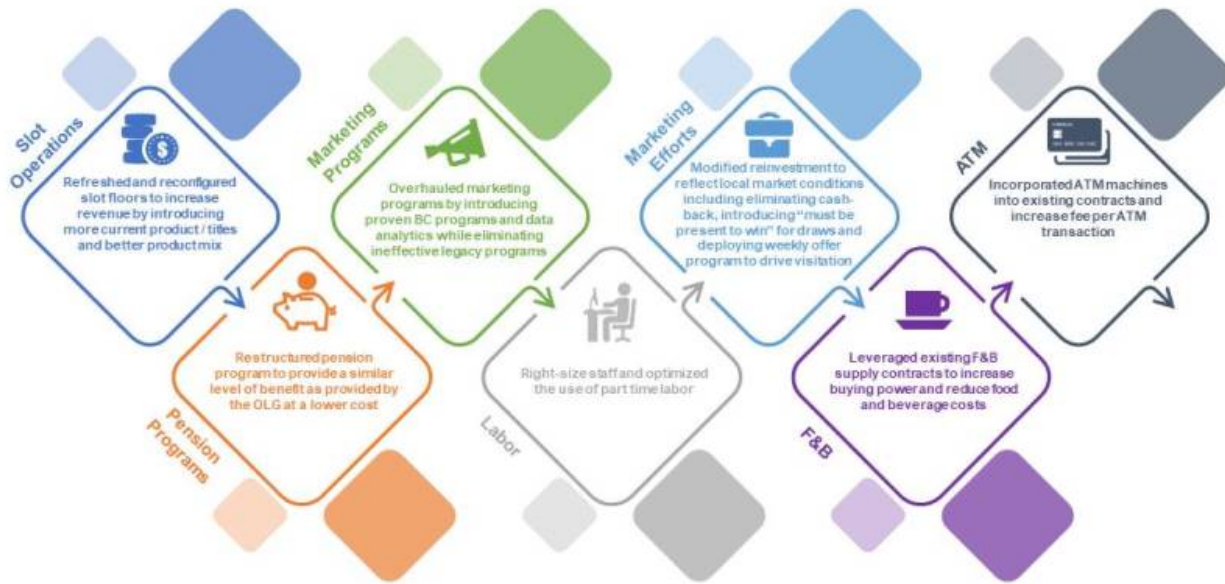 Slot
Operations
Refreshed and reconfigured
slot floors to increase
revenue by introducing
more current product / titles
and better product mix
Pension
Programs
Restructured pension
program to provide a similar
level of benefit as provided by
the OLG at a lower cost
Marketing
Programs
Overhauled marketing
programs by introducing
proven BC programs and data
analytics while eliminating
ineffective legacy programs
Labor
Right-size staff and optimized
the use of part time labor
Marketing
Efforts
Modified reinvestment to
reflect local market conditions
including eliminating cash-
back, introducing “must be
present to win” for draws and
deploying weekly offer
program to drive visitation
F&B
Leveraged existing F&B
supply contracts to increase
buying power and reduce food
and beverage costs
ATM
Incorporated ATM machines
into existing contracts and
increase fee per ATM
transaction